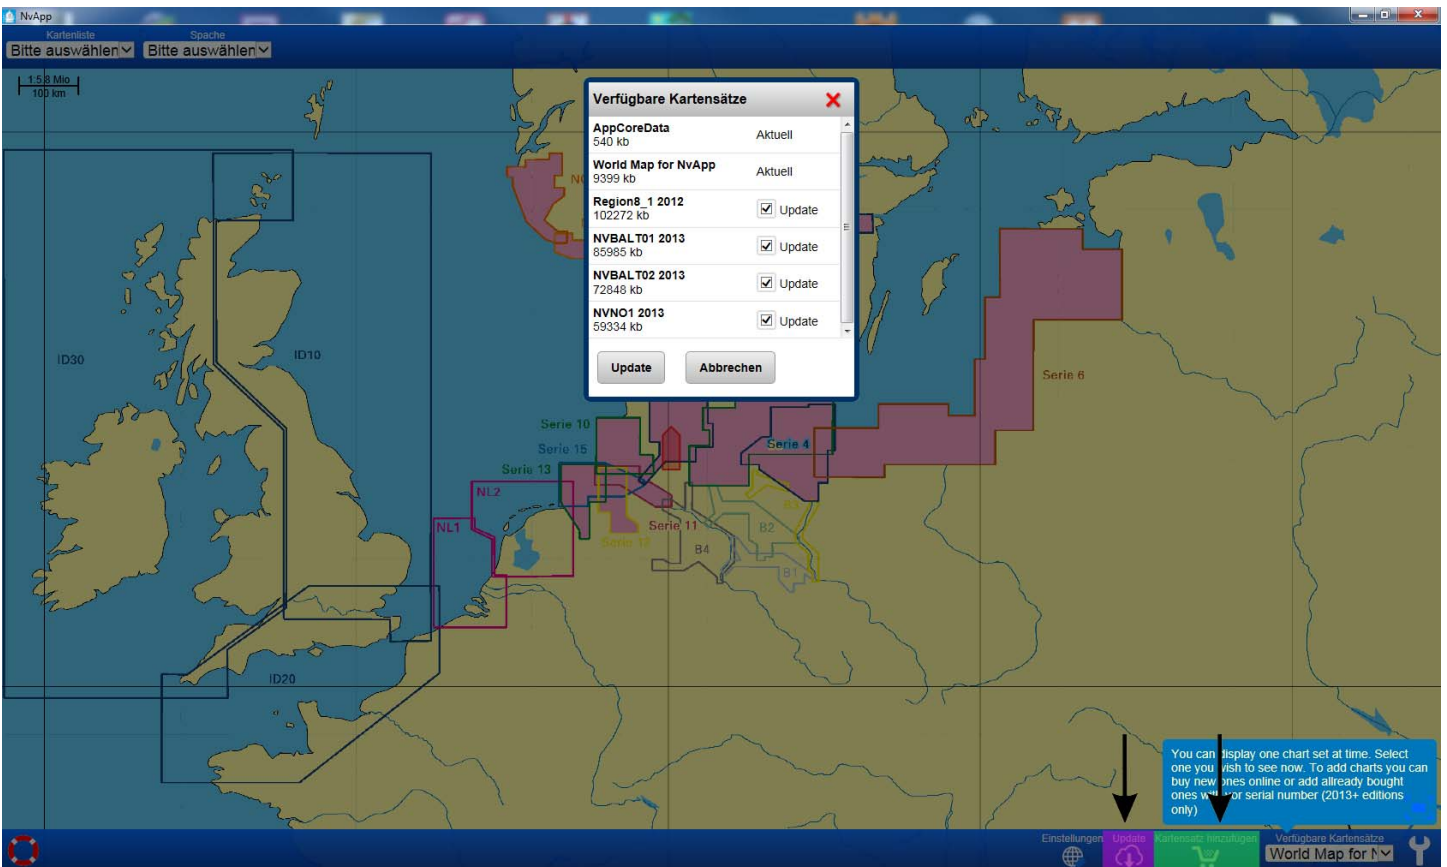 NvApp
Kartenliste
Spache
Bitte auswählen
Bitte auswählen
1:5,8 Mio
100 km
Verfügbare Kartensätze
AppCoreData
540 kb
Aktuell
World Map for NvApp
9399 kb
Aktuell
Region8_1 2012
102272 kb
Update
NVBALT01 2013
85985 kb
Update
NVBALT02 2013
72848 kb
Update
NVNO1 2013
59334 kb
Update
Update
Abbrechen
ID30
ID10
Serie 6
Serie 10
Serie 4
Serie 15
Serie 13
NL2
NL1
Serie 11
B2
Serie 12
B4
B1
ID20
You can display one chart set at time. Select
one you wish to see now. To add charts you can
buy new ones online or add allready bought
ones serial number (2013+ editions
only)
Einstellungen
Update
Kartensatz hinzufügen
Verfügbare Kartensätze
World Map for N